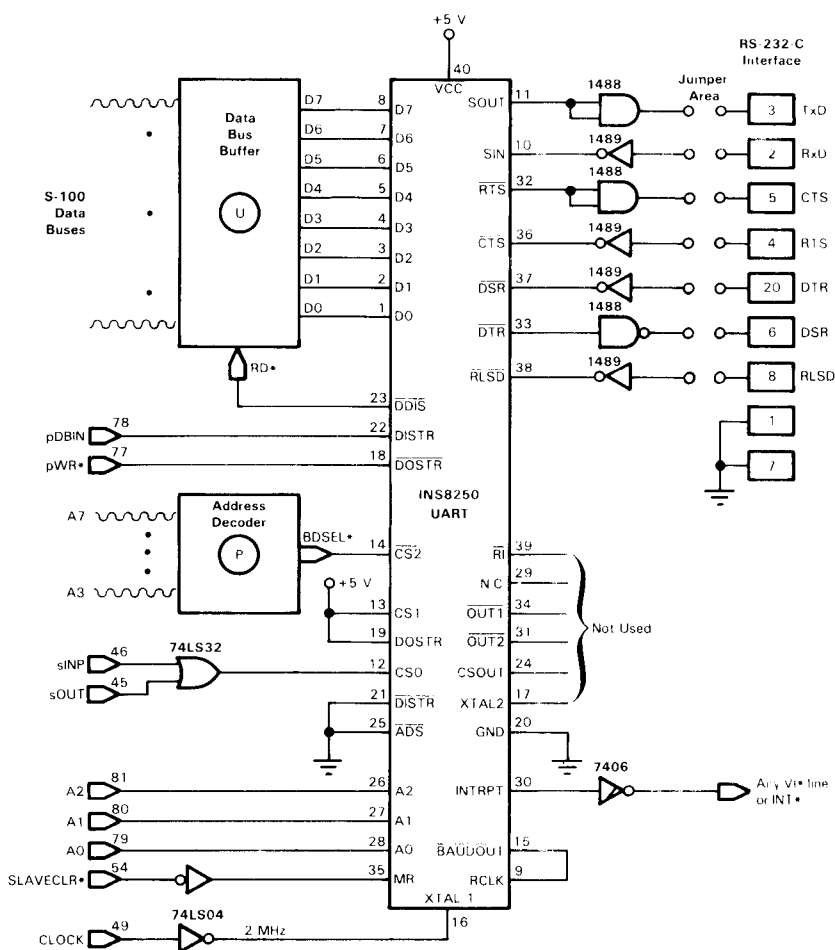 +5 V
40
VCC
RS-232-C
Interface
Jumper
Area
Data
Bus
Buffer
U
S-100
Data
Buses
D7 8 D7
D6 7 D6
D5 6 D5
D4 5 D4
D3 4 D3
D2 3 D2
D1 2 D1
D0 1 D0
RD*
23 DDIS
pDBIN 78 22 DISTR
pWR* 77 18 DOSTR
INS8250
UART
SOUT 11 1488 3 TxD
SIN 10 1489 2 RxD
RTS 32 1488 5 CTS
CTS 36 1489 4 RTS
DSR 37 1489 20 DTR
DTR 33 1488 6 DSR
RLSD 38 1489 8 RLSD
1
7
A7
A3
Address
Decoder
P
BDSEL*
14 CS2
+5 V
13 CS1
19 DOSTR
sINP 46
sOUT 45
74LS32
12 CS0
21 DISTR
25 ADS
A2 81 26 A2
A1 80 27 A1
A0 79 28 A0
SLAVECLR* 54 35 MR
CLOCK 49 74LS04 2 MHz
XTAL 1
16
RI 39
NC 29
OUT1 34
OUT2 31
CSOUT 24
XTAL2 17
Not Used
GND 20
INTRPT 30 7406
Any VI* line
or INT*
BAUDOUT 15
RCLK 9